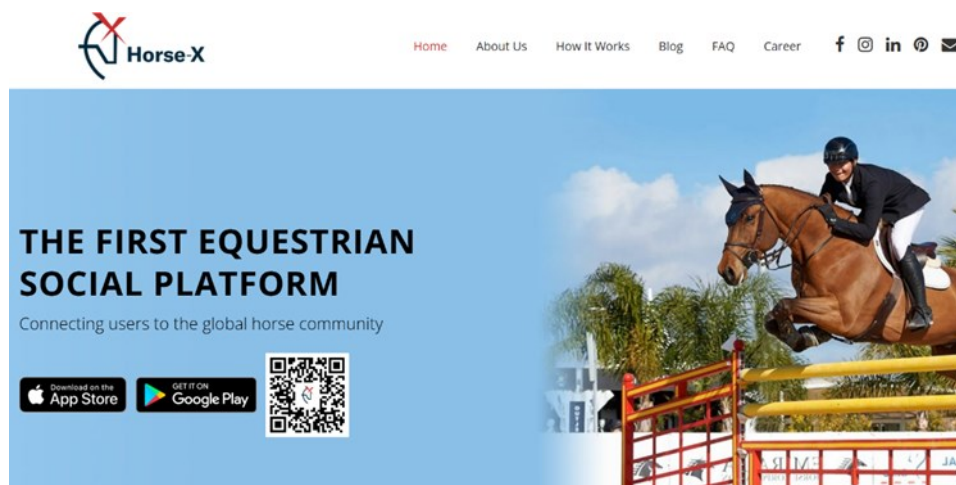 Horse-X
Home About Us How It Works Blog FAQ Career
THE FIRST EQUESTRIAN
SOCIAL PLATFORM
Connecting users to the global horse community
Download on the
App Store
GET IT ON
Google Play